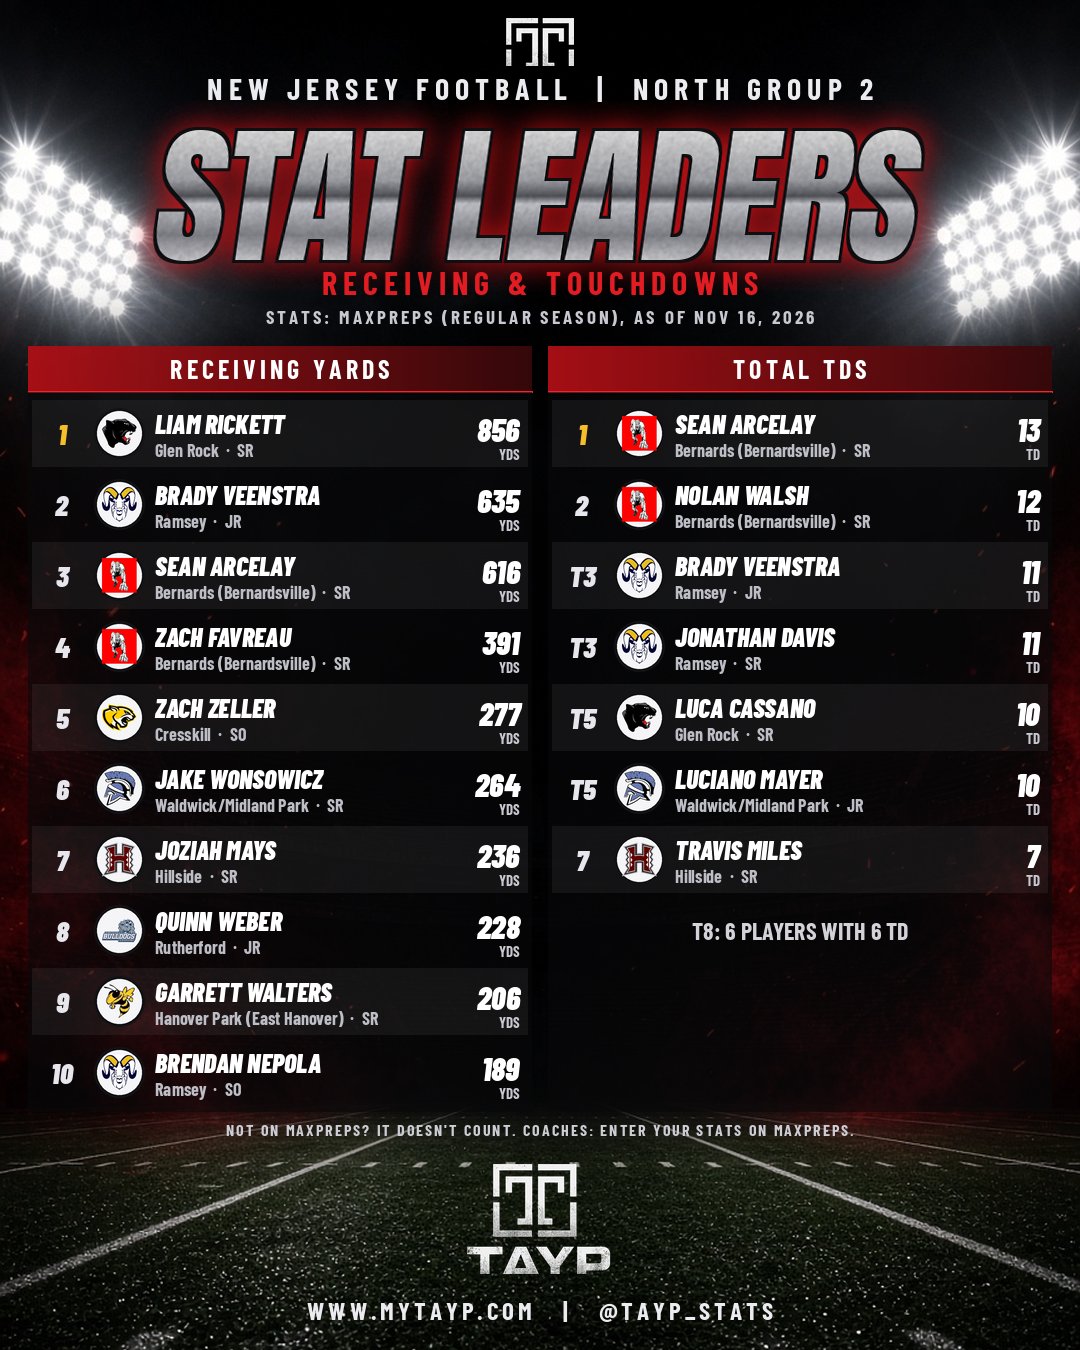 NEW JERSEY FOOTBALL | NORTH GROUP 2
STAT LEADERS
RECEIVING & TOUCHDOWNS
STATS: MAXPREPS (REGULAR SEASON), AS OF NOV 16, 2026
RECEIVING YARDS
1 LIAM RICKETT 856
Glen Rock · SR YDS
2 BRADY VEENSTRA 635
Ramsey · JR YDS
3 SEAN ARCELAY 616
Bernards (Bernardsville) · SR YDS
4 ZACH FAVREAU 391
Bernards (Bernardsville) · SR YDS
5 ZACH ZELLER 277
Cresskill · SO YDS
6 JAKE WONSOWICZ 264
Waldwick/Midland Park · SR YDS
7 JOZIAH MAYS 236
Hillside · SR YDS
8 QUINN WEBER 228
BULLDOGS
Rutherford · JR YDS
9 GARRETT WALTERS 206
Hanover Park (East Hanover) · SR YDS
10 BRENDAN NEPOLA 189
Ramsey · SO YDS
TOTAL TDS
1 SEAN ARCELAY 13
Bernards (Bernardsville) · SR TD
2 NOLAN WALSH 12
Bernards (Bernardsville) · SR TD
T3 BRADY VEENSTRA 11
Ramsey · JR TD
T3 JONATHAN DAVIS 11
Ramsey · SR TD
T5 LUCA CASSANO 10
Glen Rock · SR TD
T5 LUCIANO MAYER 10
Waldwick/Midland Park · JR TD
7 TRAVIS MILES 7
Hillside · SR TD
T8: 6 PLAYERS WITH 6 TD
NOT ON MAXPREPS? IT DOESN'T COUNT. COACHES: ENTER YOUR STATS ON MAXPREPS.
TAYP
WWW.MYTAYP.COM | @TAYP_STATS